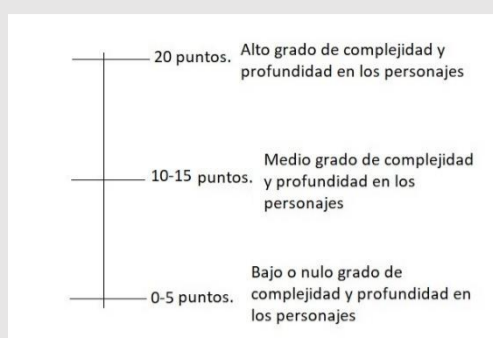 20 puntos. Alto grado de complejidad y
profundidad en los personajes
Medio grado de complejidad
10-15 puntos. y profundidad en los
personajes
Bajo o nulo grado de
0-5 puntos. complejidad y profundidad en
los personajes